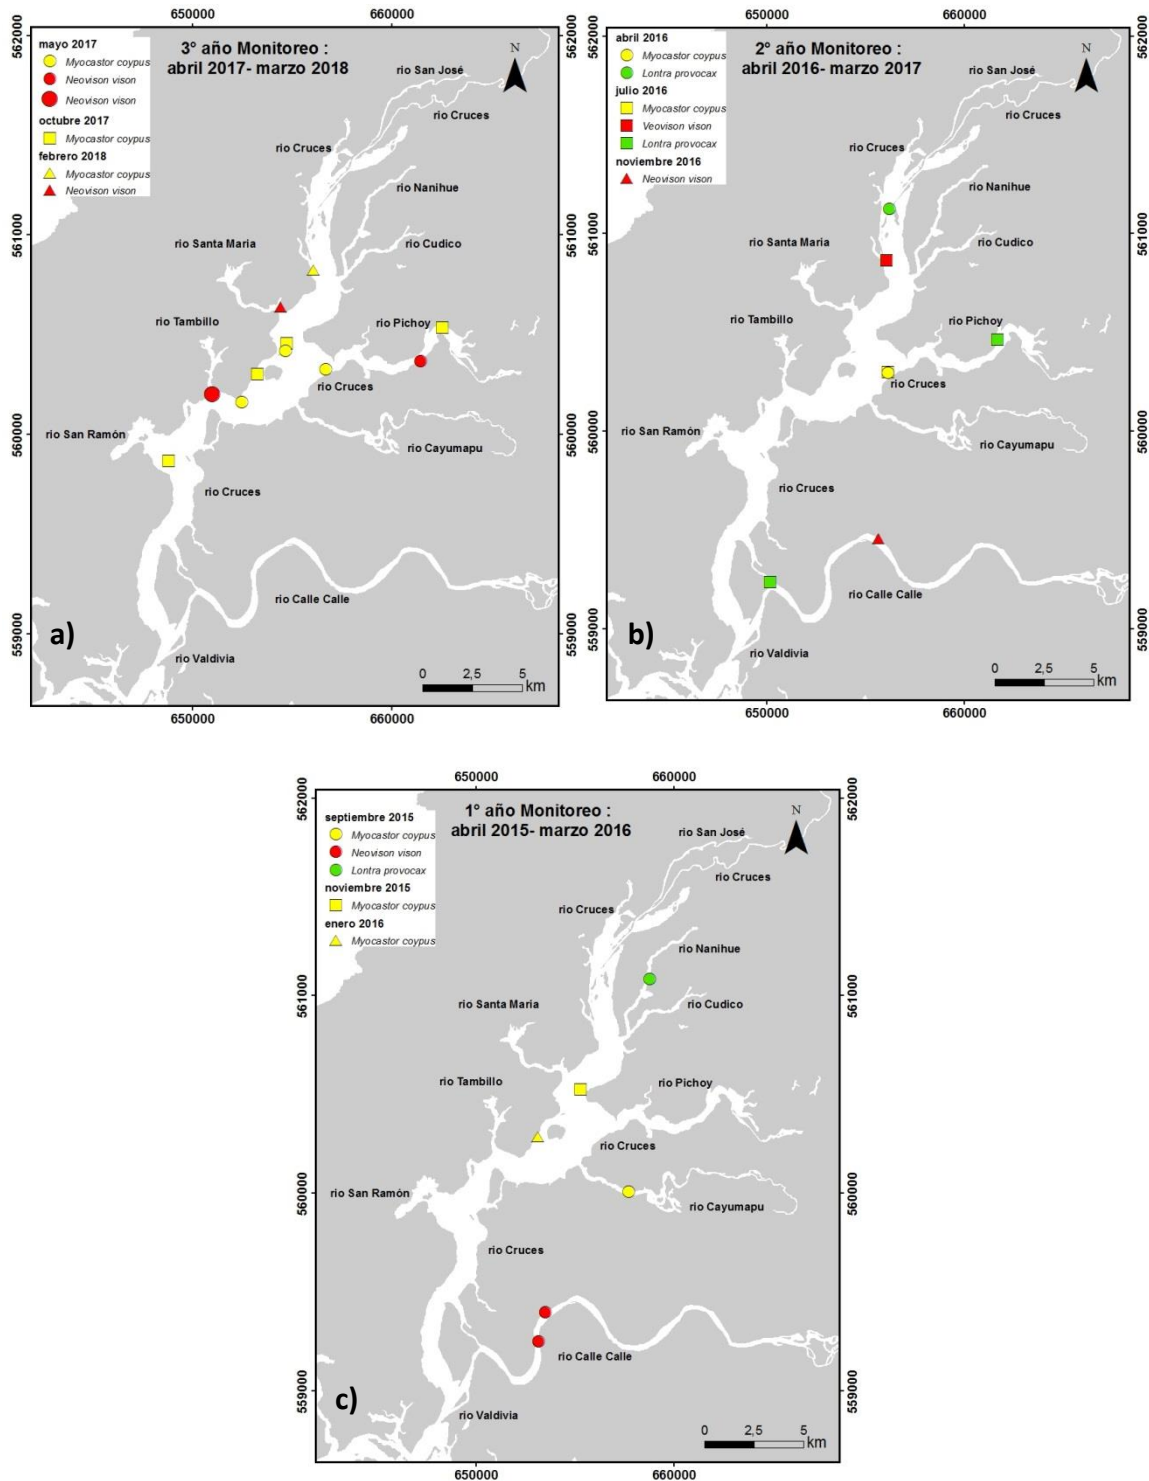 650000
660000
3° año Monitoreo :
abril 2017- marzo 2018
mayo 2017
Myocastor coypus
Neovison vison
Neovison vison
octubre 2017
Myocastor coypus
febrero 2018
Myocastor coypus
Neovison vison
N
rio San José
rio Cruces
rio Cruces
rio Nanihue
rio Santa Maria
rio Cudico
rio Tambillo
rio Pichoy
rio Cruces
rio San Ramón
rio Cayumapu
rio Cruces
rio Calle Calle
rio Valdivia
a)
0
2,5
5
km
562000
561000
560000
559000
562000
561000
560000
559000
650000
660000
650000
660000
2° año Monitoreo :
abril 2016- marzo 2017
abril 2016
Myocastor coypus
Lontra provocax
julio 2016
Myocastor coypus
Veovison vison
Lontra provocax
noviembre 2016
Neovison vison
N
rio San José
rio Cruces
rio Cruces
rio Nanihue
rio Santa Maria
rio Cudico
rio Tambillo
rio Pichoy
rio Cruces
rio San Ramón
rio Cayumapu
rio Cruces
rio Calle Calle
rio Valdivia
b)
0
2,5
5
km
562000
561000
560000
559000
562000
561000
560000
559000
650000
660000
650000
660000
1° año Monitoreo :
abril 2015- marzo 2016
septiembre 2015
Myocastor coypus
Neovison vison
Lontra provocax
noviembre 2015
Myocastor coypus
enero 2016
Myocastor coypus
N
rio San José
rio Cruces
rio Cruces
rio Nanihue
rio Santa Maria
rio Cudico
rio Tambillo
rio Pichoy
rio Cruces
rio San Ramón
rio Cayumapu
rio Cruces
rio Calle Calle
rio Valdivia
c)
0
2,5
5
km
562000
561000
560000
559000
562000
561000
560000
559000
650000
660000